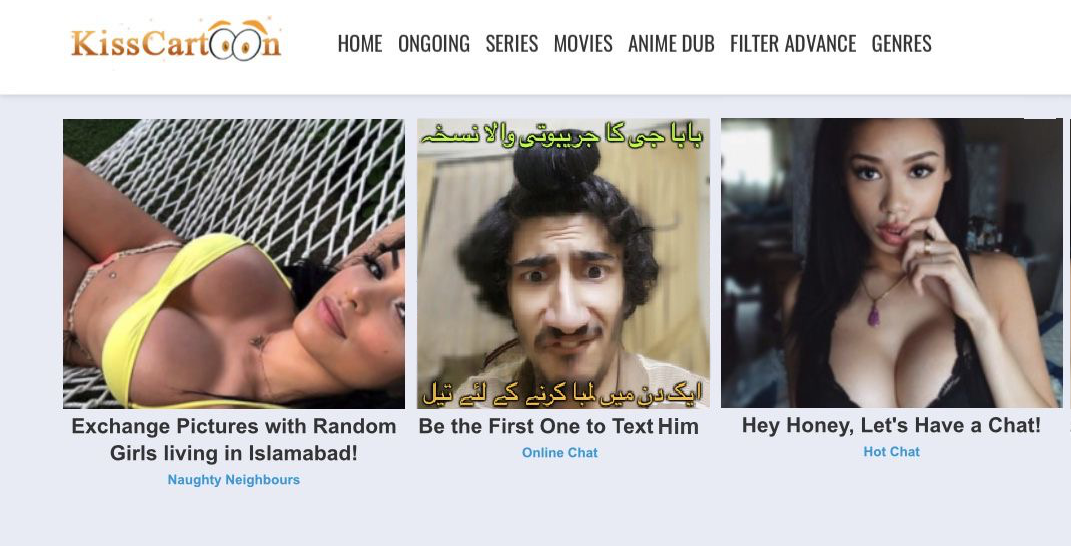 KissCartoon
HOME ONGOING SERIES MOVIES ANIME DUB FILTER ADVANCE GENRES
Exchange Pictures with Random
Girls living in Islamabad!
Naughty Neighbours
بابا جی کا جریبوتی والا نسخہ
ایک دن میں لمبا کرنے کے لئے تیل
Be the First One to Text Him
Online Chat
Hey Honey, Let's Have a Chat!
Hot Chat